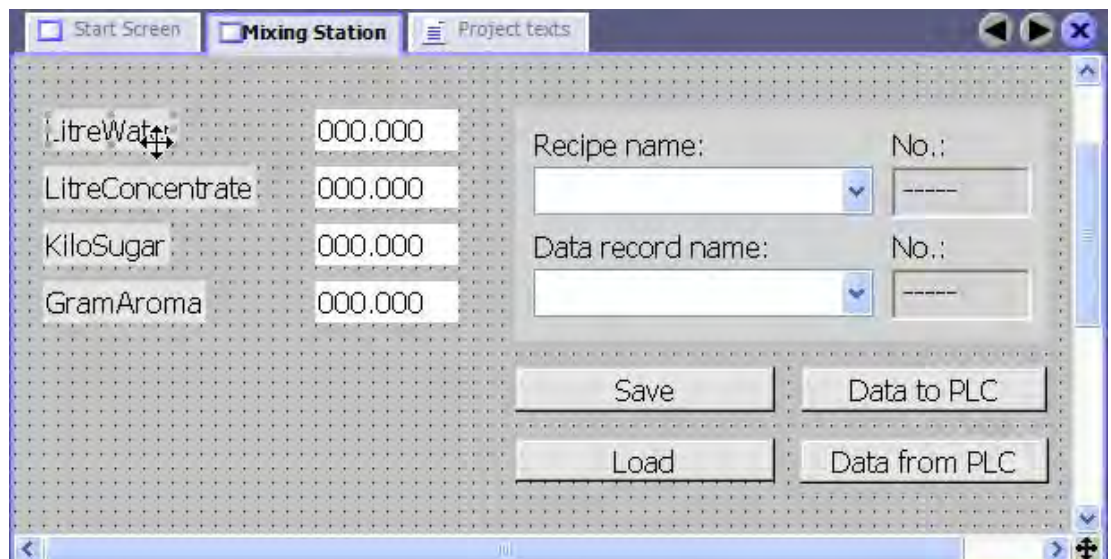 Start Screen
Mixing Station
Project texts
LitreWater
000.000
LitreConcentrate
000.000
KiloSugar
000.000
GramAroma
000.000
Recipe name:
No.:
-----
Data record name:
No.:
-----
Save
Data to PLC
Load
Data from PLC